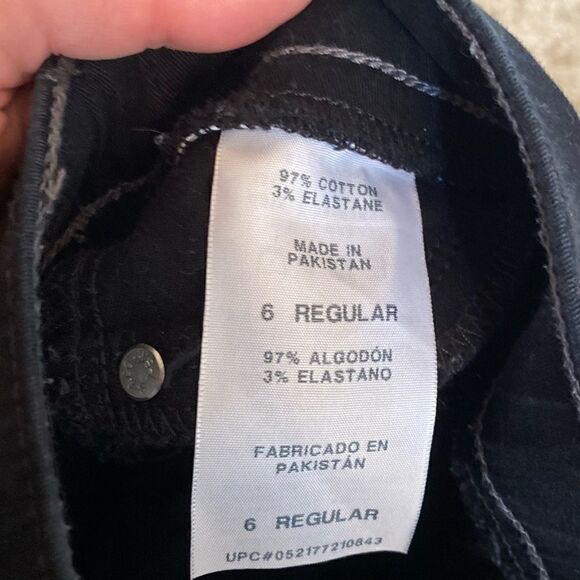 97% COTTON
3% ELASTANE
MADE IN
PAKISTAN
6 REGULAR
97% ALGODÓN
3% ELASTANO
FABRICADO EN
PAKISTÁN
6 REGULAR
UPC#052177210843